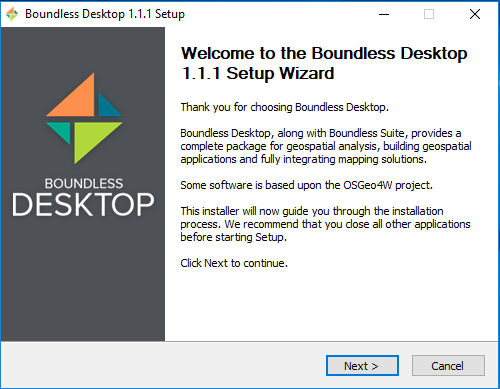 Boundless Desktop 1.1.1 Setup
BOUNDLESS
DESKTOP
Welcome to the Boundless Desktop
1.1.1 Setup Wizard
Thank you for choosing Boundless Desktop.
Boundless Desktop, along with Boundless Suite, provides a
complete package for geospatial analysis, building geospatial
applications and fully integrating mapping solutions.
Some software is based upon the OSGeo4W project.
This installer will now guide you through the installation
process. We recommend that you close all other applications
before starting Setup.
Click Next to continue.
Next >
Cancel